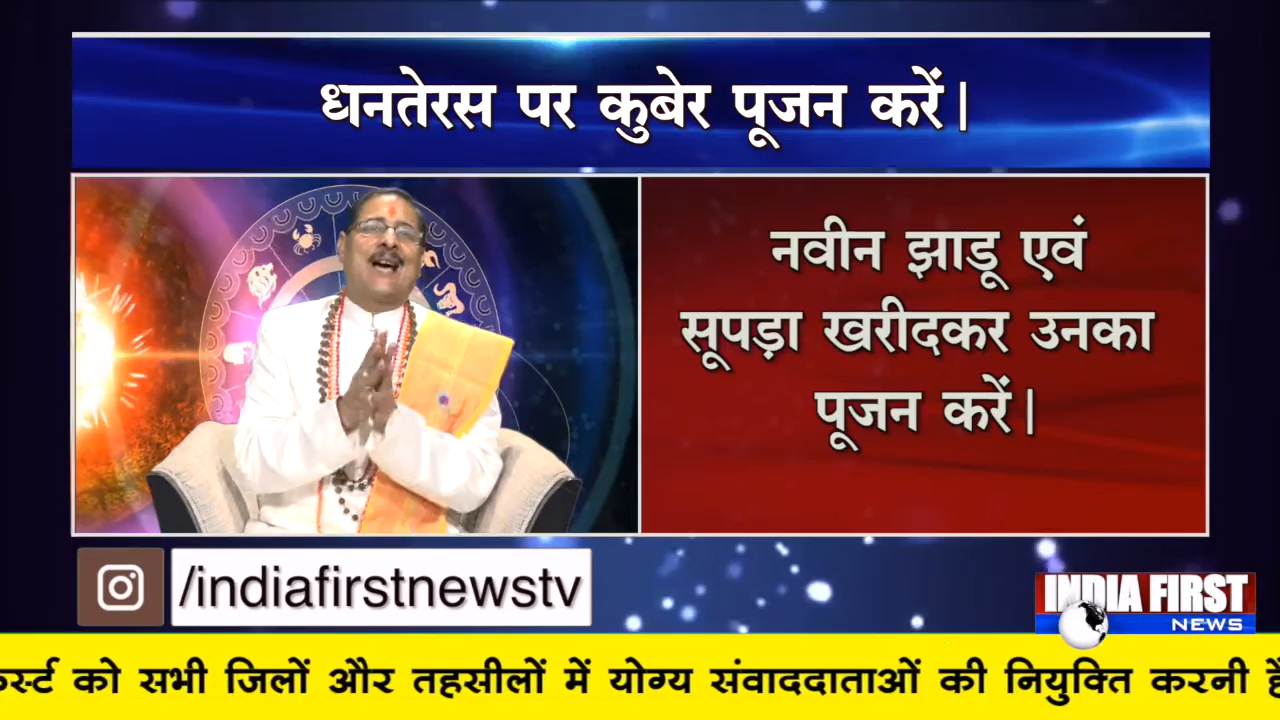 धनतेरस पर कुबेर पूजन करें|
नवीन झाडू एवं
सूपड़ा खरीदकर उनका
पूजन करें|
/indiafirstnewstv
INDIA FIRST
NEWS
को सभी जिलों और तहसीलों में योग्य संवाददाताओं की नियुक्ति करनी